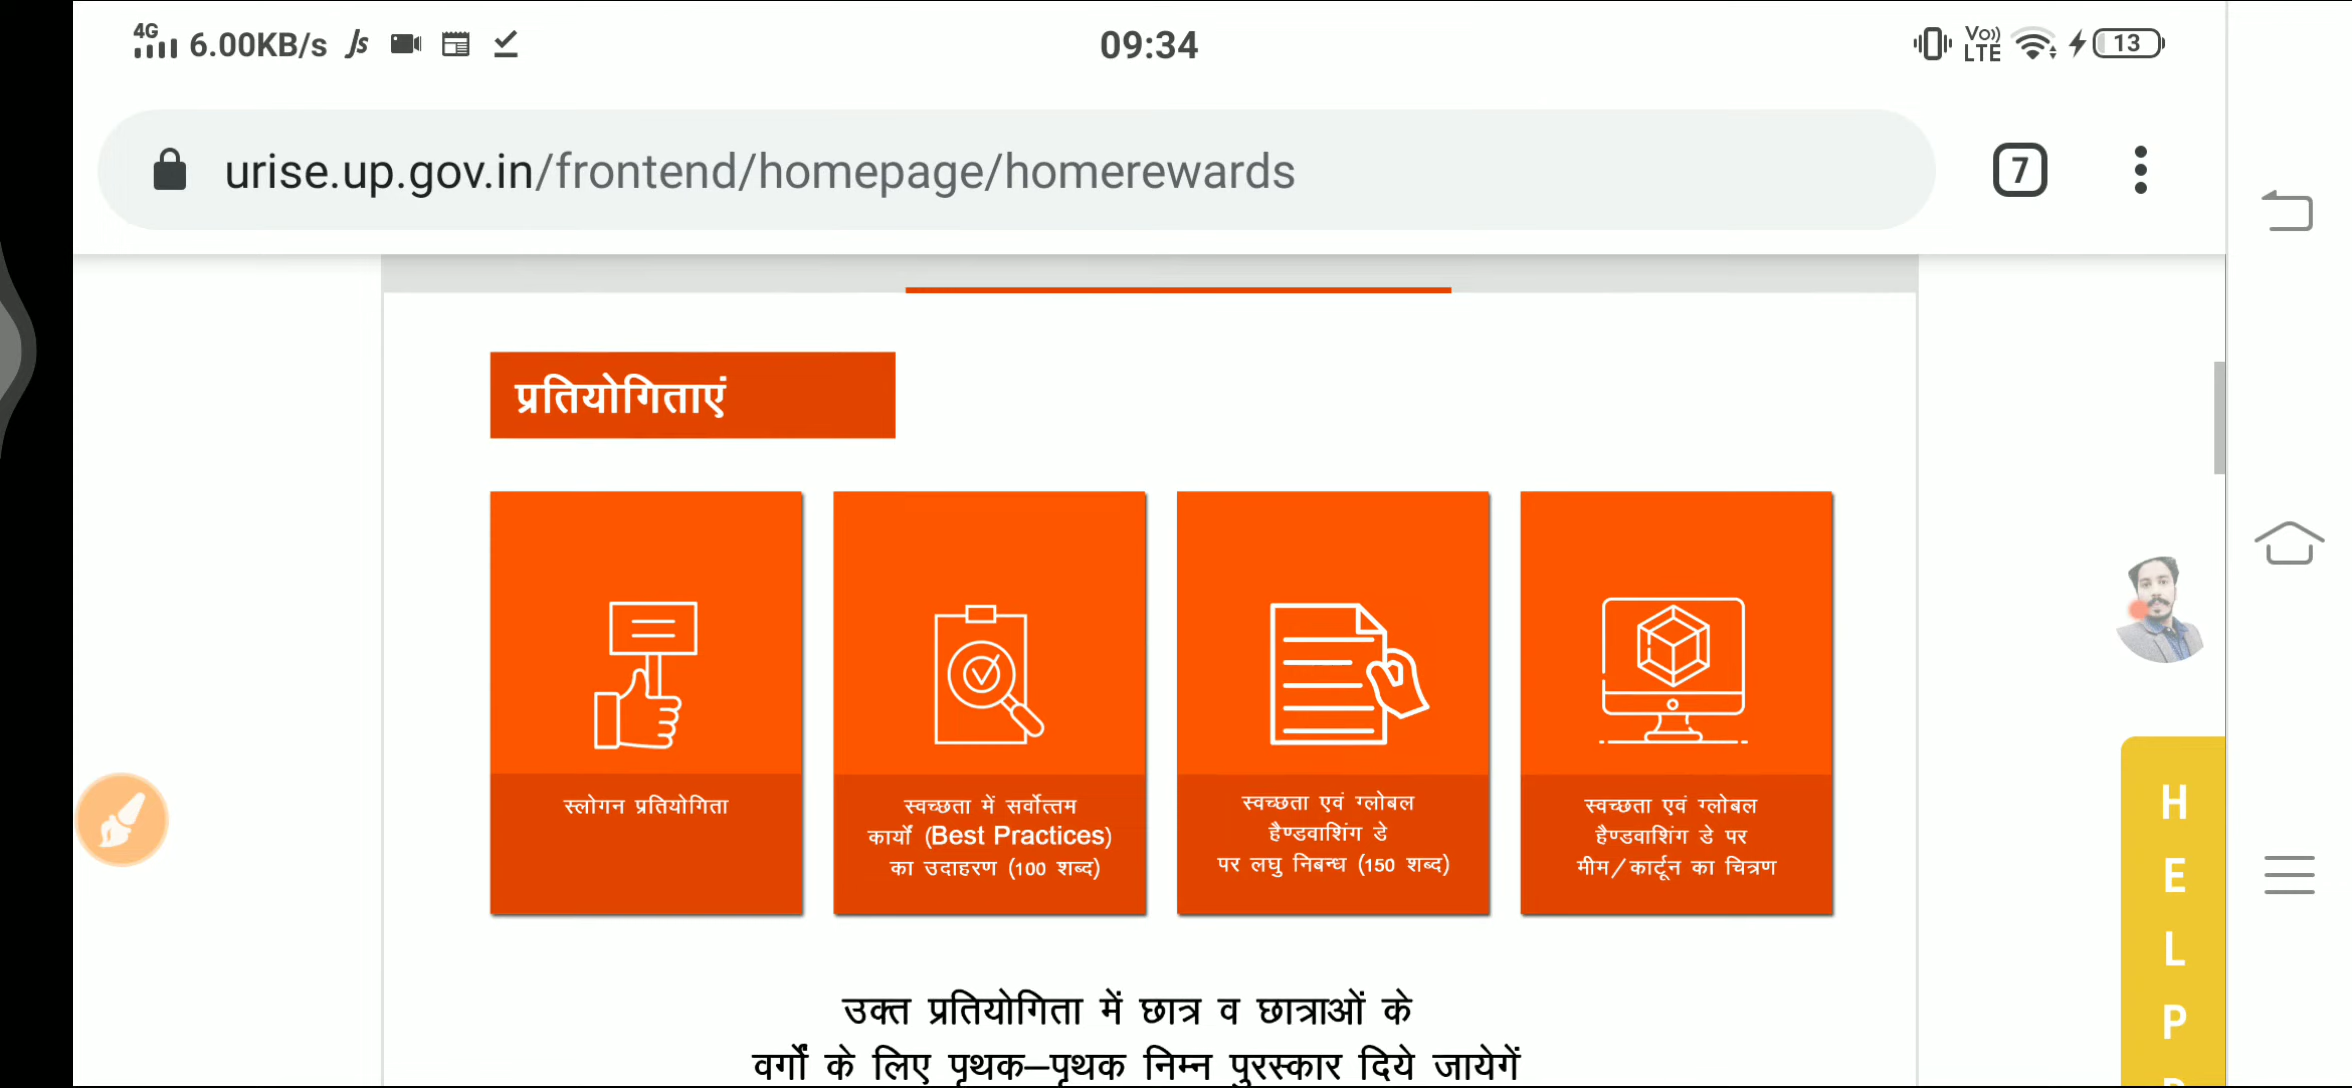 4G 6.00KB/s 09:34 Vo)) LTE 13
urise.up.gov.in/frontend/homepage/homerewards 7
प्रतियोगिताएं
स्लोगन प्रतियोगिता
स्वच्छता में सर्वोत्तम
कार्यों (Best Practices)
का उदाहरण (100 शब्द)
स्वच्छता एवं ग्लोबल
हैण्डवाशिंग डे
पर लघु निबन्ध (150 शब्द)
स्वच्छता एवं ग्लोबल
हैण्डवाशिंग डे पर
मीम/कार्टून का चित्रण
उक्त प्रतियोगिता में छात्र व छात्राओं के
वर्गों के लिए पृथक–पृथक निम्न पुरस्कार दिये जायेगें
H
E
L
P